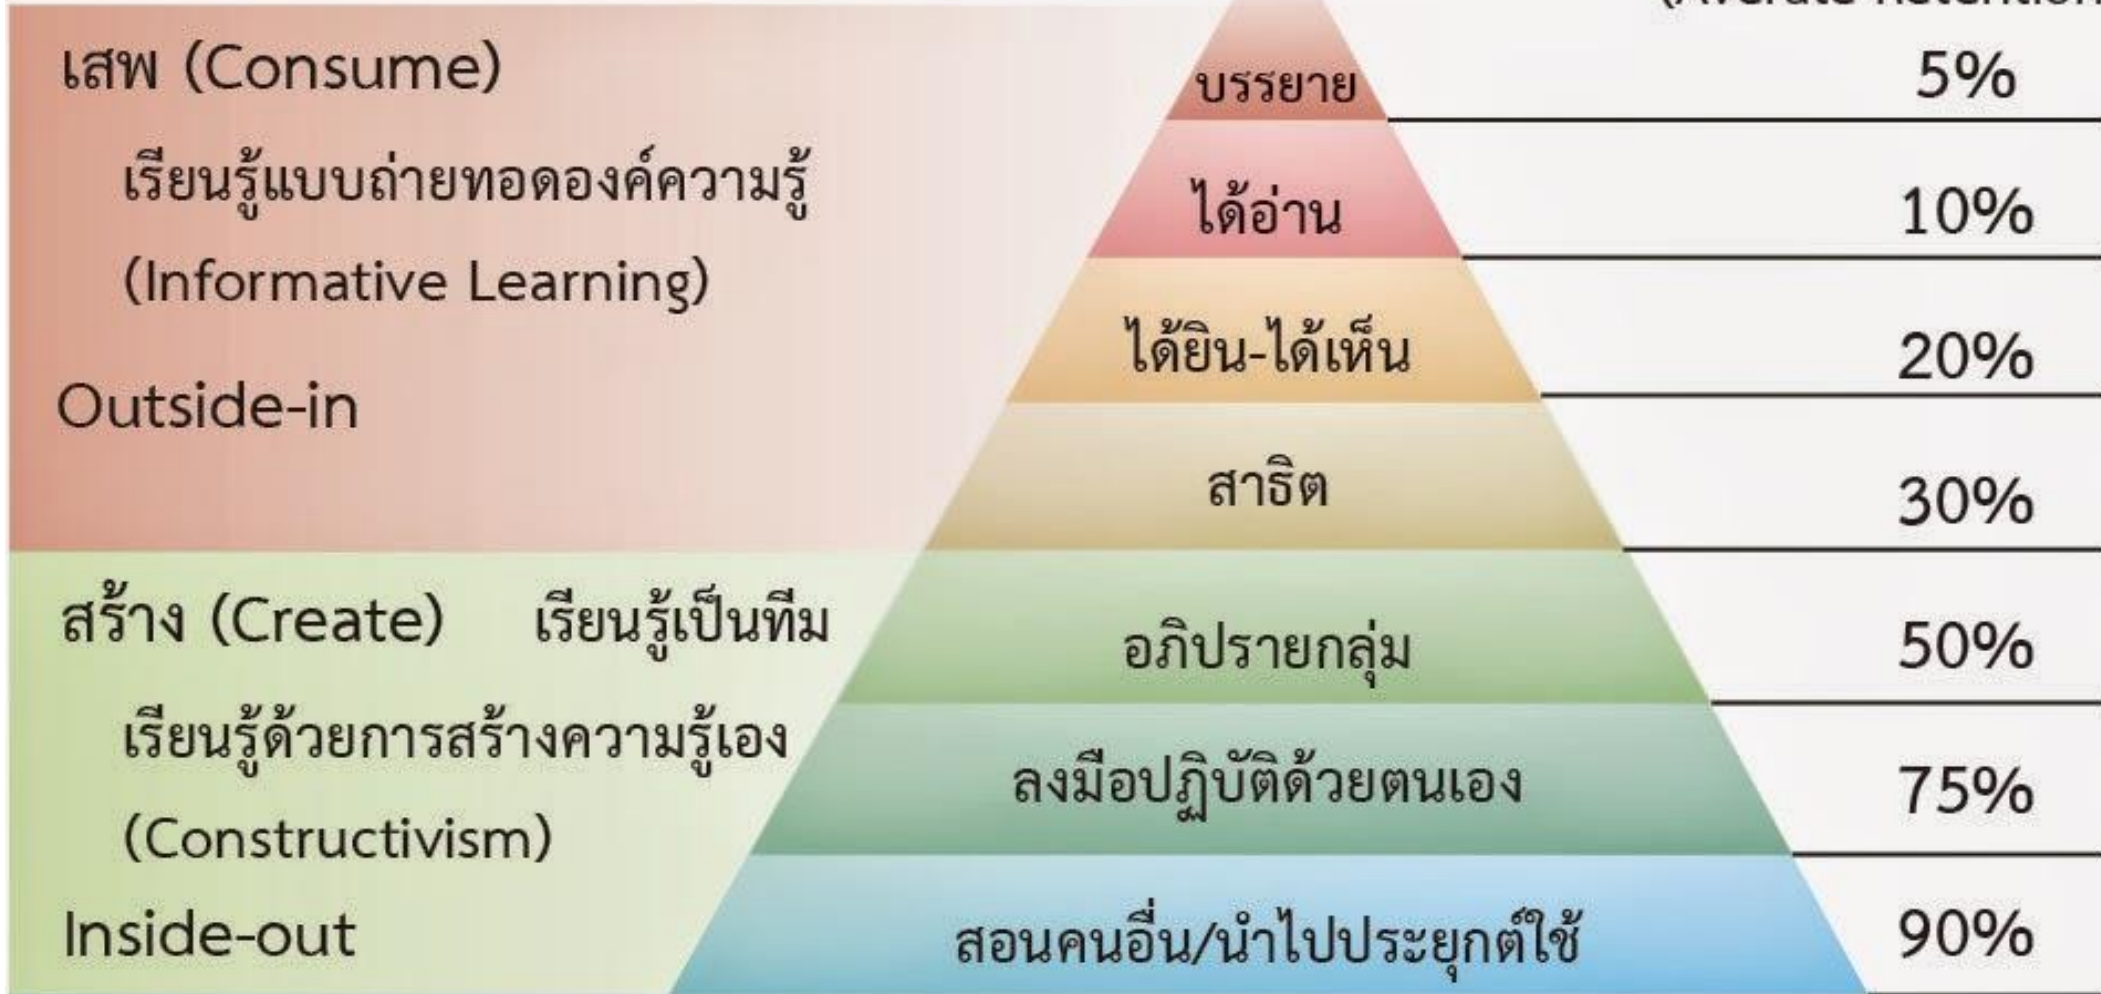 เสพ (Consume)
เรียนรู้แบบถ่ายทอดองค์ความรู้
(Informative Learning)
Outside-in
สร้าง (Create) เรียนรู้เป็นทีม
เรียนรู้ด้วยการสร้างความรู้เอง
(Constructivism)
Inside-out
บรรยาย 5%
ได้อ่าน 10%
ได้ยิน-ได้เห็น 20%
สาธิต 30%
อภิปรายกลุ่ม 50%
ลงมือปฏิบัติด้วยตนเอง 75%
สอนคนอื่น/นำไปประยุกต์ใช้ 90%